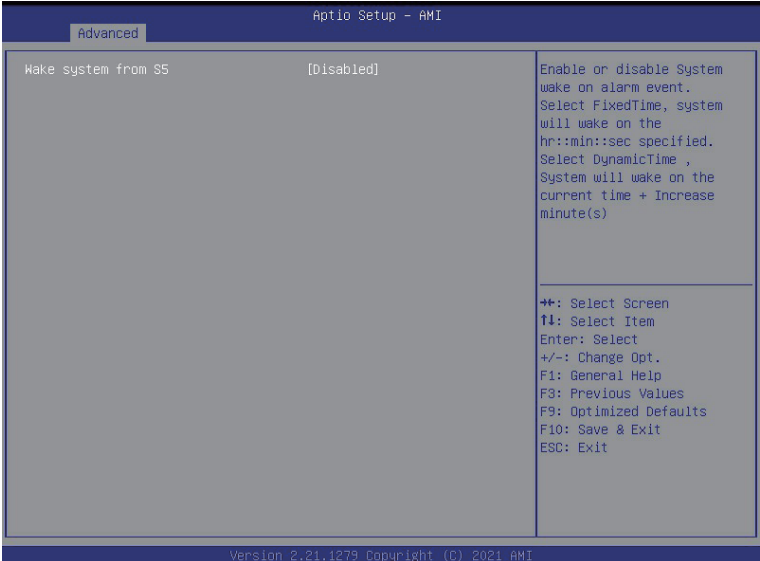 Aptio Setup – AMI
Advanced
Wake system from S5 [Disabled]
Enable or disable System
wake on alarm event.
Select FixedTime, system
will wake on the
hr::min::sec specified.
Select DynamicTime ,
System will wake on the
current time + Increase
minute(s)
→←: Select Screen
↑↓: Select Item
Enter: Select
+/-: Change Opt.
F1: General Help
F3: Previous Values
F9: Optimized Defaults
F10: Save & Exit
ESC: Exit
Version 2.21.1279 Copyright (C) 2021 AMI